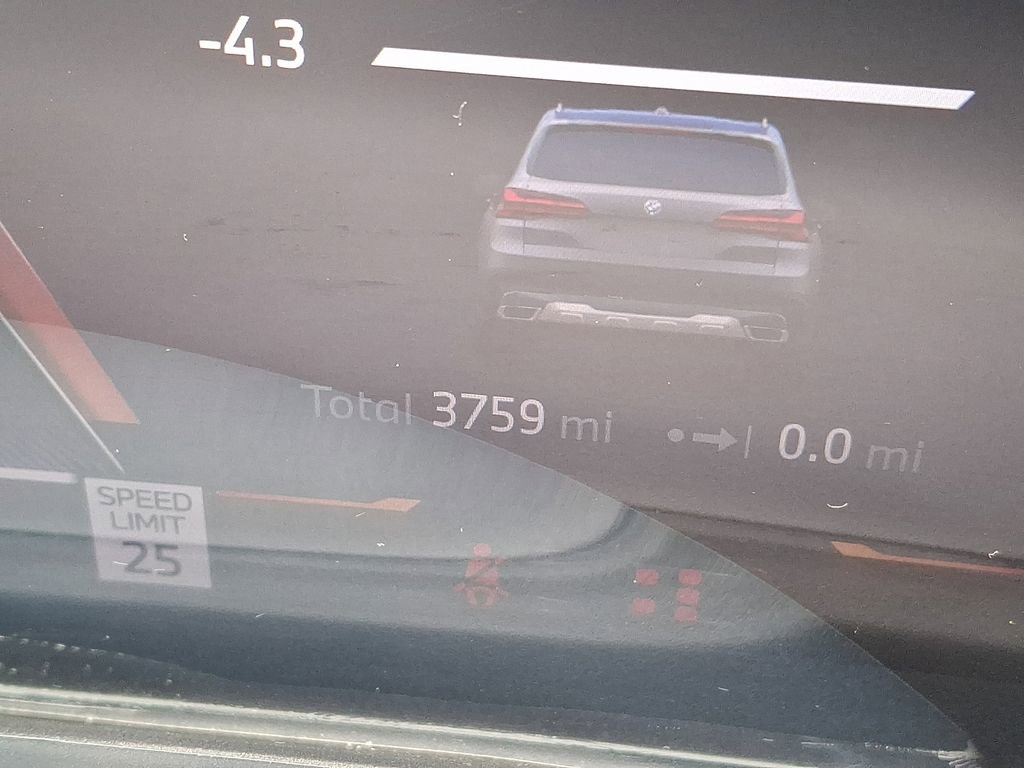 -4.3
Total 3759 mi 0.0 mi
SPEED
LIMIT
25